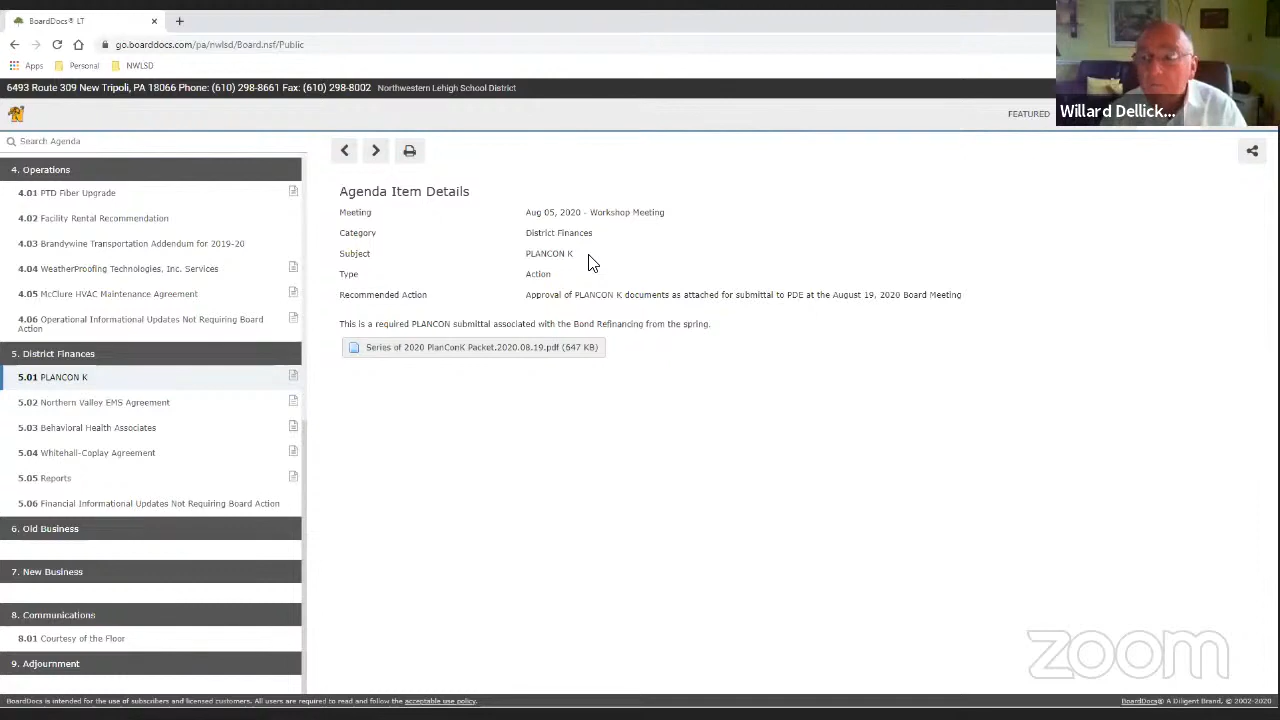 BoardDocs® LT
go.boarddocs.com/pa/nwlsd/Board.nsf/Public
Apps Personal NWLSD
6493 Route 309 New Tripoli, PA 18066 Phone: (610) 298-8661 Fax: (610) 298-8002 Northwestern Lehigh School District
FEATURED
Willard Dellick...
Search Agenda
4. Operations
4.01 PTD Fiber Upgrade
4.02 Facility Rental Recommendation
4.03 Brandywine Transportation Addendum for 2019-20
4.04 WeatherProofing Technologies, Inc. Services
4.05 McClure HVAC Maintenance Agreement
4.06 Operational Informational Updates Not Requiring Board
Action
5. District Finances
5.01 PLANCON K
5.02 Northern Valley EMS Agreement
5.03 Behavioral Health Associates
5.04 Whitehall-Coplay Agreement
5.05 Reports
5.06 Financial Informational Updates Not Requiring Board Action
6. Old Business
7. New Business
8. Communications
8.01 Courtesy of the Floor
9. Adjournment
Agenda Item Details
Meeting Aug 05, 2020 - Workshop Meeting
Category District Finances
Subject PLANCON K
Type Action
Recommended Action Approval of PLANCON K documents as attached for submittal to PDE at the August 19, 2020 Board Meeting
This is a required PLANCON submittal associated with the Bond Refinancing from the spring.
Series of 2020 PlanConK Packet.2020.08.19.pdf (647 KB)
zoom
BoardDocs is intended for the use of subscribers and licensed customers. All users are required to read and follow the acceptable use policy.
BoardDocs® A Diligent Brand, © 2002-2020